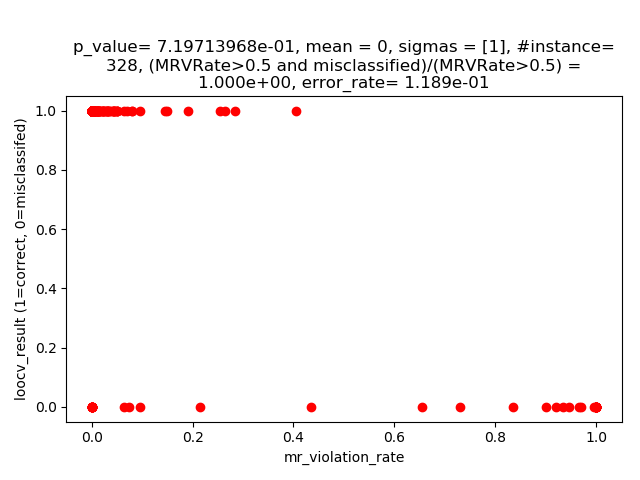 p_value= 7.19713968e-01, mean = 0, sigmas = [1], #instance=
328, (MRVRate>0.5 and misclassified)/(MRVRate>0.5) =
1.000e+00, error_rate= 1.189e-01
1.0
0.8
0.6
0.4
0.2
0.0
loocv_result (1=correct, 0=misclassifed)
0.0 0.2 0.4 0.6 0.8 1.0
mr_violation_rate